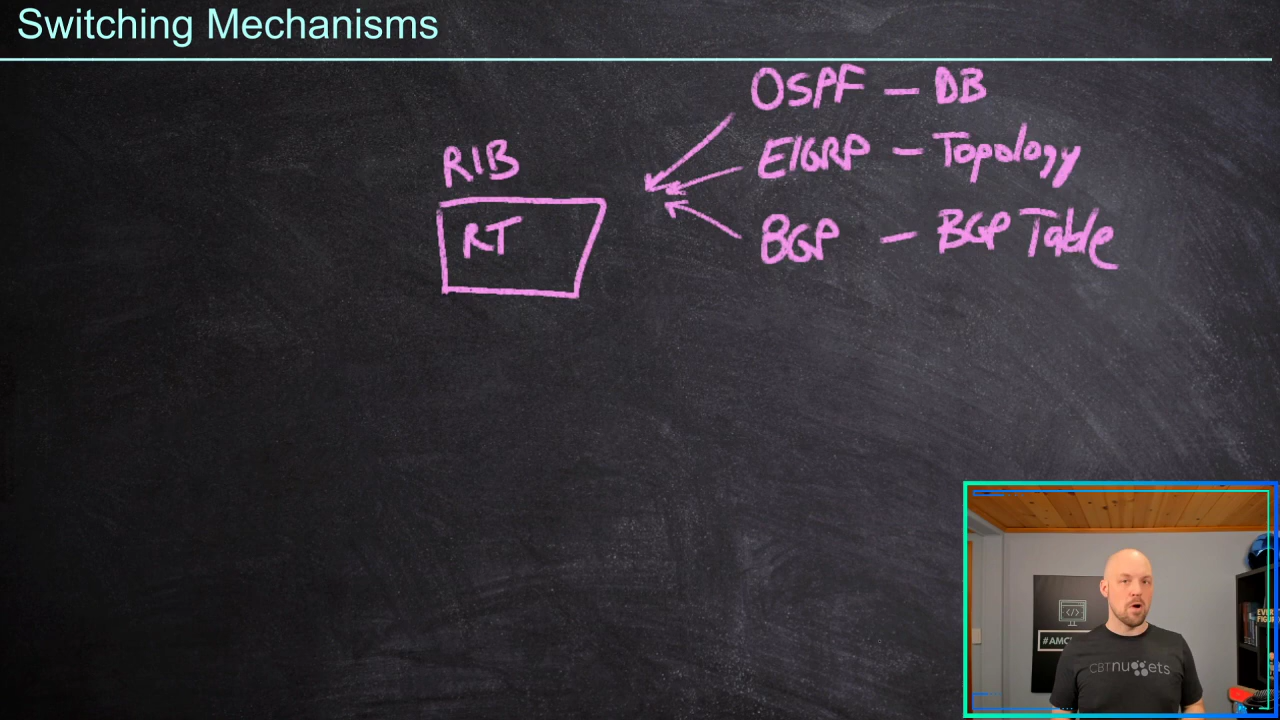 Switching Mechanisms
OSPF - DB
EIGRP - Topology
BGP - BGP Table
RIB
RT
CBTnuggets